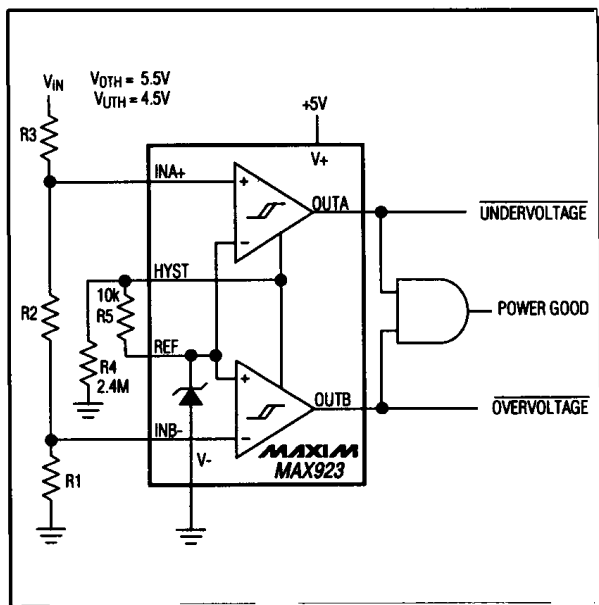 VIN
VOTH = 5.5V
VUTH = 4.5V
+5V
R3
V+
INA+
+
OUTA
UNDERVOLTAGE
−
HYST
10k
R5
POWER GOOD
R2
REF
R4
2.4M
+
OUTB
OVERVOLTAGE
INB-
−
V-
MAXIM
MAX923
R1